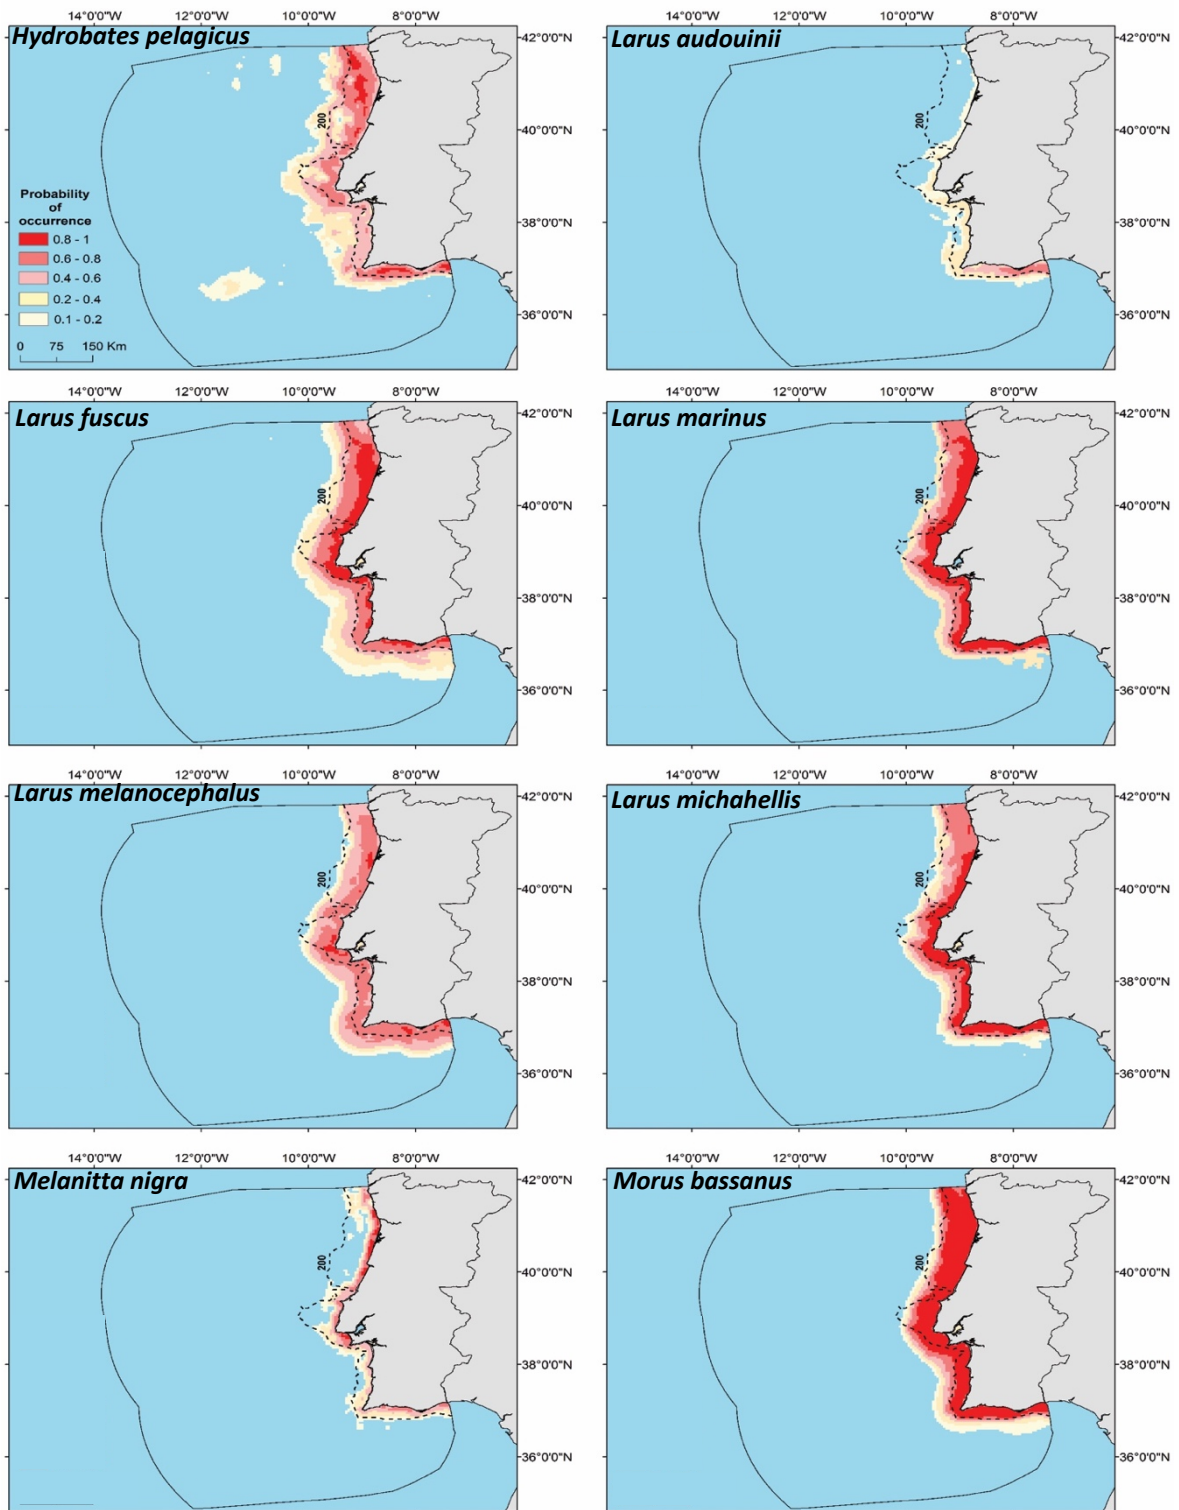 14°0'0"W 12°0'0"W 10°0'0"W 8°0'0"W
14°0'0"W 12°0'0"W 10°0'0"W 8°0'0"W
Hydrobates pelagicus
Larus audouinii
42°0'0"N
42°0'0"N
200
200
40°0'0"N
40°0'0"N
Probability
of
occurrence
0.8 - 1
0.6 - 0.8
0.4 - 0.6
0.2 - 0.4
0.1 - 0.2
0 75 150 Km
38°0'0"N
38°0'0"N
36°0'0"N
36°0'0"N
14°0'0"W 12°0'0"W 10°0'0"W 8°0'0"W
14°0'0"W 12°0'0"W 10°0'0"W 8°0'0"W
Larus fuscus
Larus marinus
42°0'0"N
42°0'0"N
200
200
40°0'0"N
40°0'0"N
38°0'0"N
38°0'0"N
36°0'0"N
36°0'0"N
14°0'0"W 12°0'0"W 10°0'0"W 8°0'0"W
14°0'0"W 12°0'0"W 10°0'0"W 8°0'0"W
Larus melanocephalus
Larus michahellis
42°0'0"N
42°0'0"N
200
200
40°0'0"N
40°0'0"N
38°0'0"N
38°0'0"N
36°0'0"N
36°0'0"N
14°0'0"W 12°0'0"W 10°0'0"W 8°0'0"W
14°0'0"W 12°0'0"W 10°0'0"W 8°0'0"W
Melanitta nigra
Morus bassanus
42°0'0"N
42°0'0"N
200
200
40°0'0"N
40°0'0"N
38°0'0"N
38°0'0"N
36°0'0"N
36°0'0"N